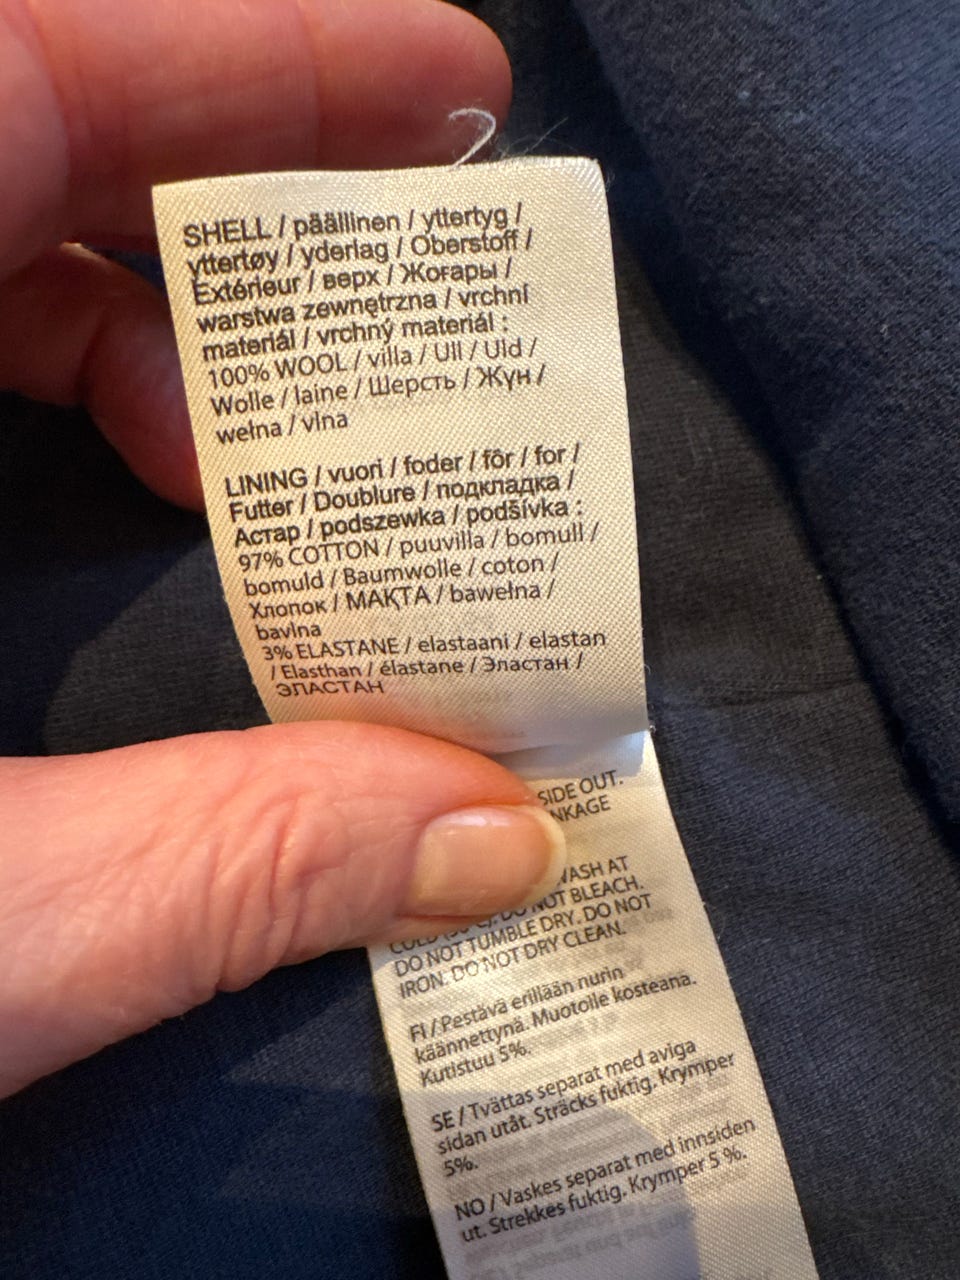 SHELL / päällinen / yttertyg /
yttertøy / yderlag / Oberstoff /
Extérieur / верх / Жоғары /
warstwa zewnętrzna / vrchní
materiál / vrchný materiál :
100% WOOL / villa / Ull / Uld /
Wolle / laine / Шерсть / Жүн /
wełna / vlna
LINING / vuori / foder / fôr / for /
Futter / Doublure / подкладка /
Астар / podszewka / podšívka :
97% COTTON / puuvilla / bomull /
bomuld / Baumwolle / coton /
Хлопок / МАҚТА / bawełna /
bavlna
3% ELASTANE / elastaani / elastan
/ Elasthan / élastane / Эластан /
ЭЛАСТАН
SIDE OUT.
NKAGE
WASH AT
DO NOT BLEACH.
DO NOT TUMBLE DRY. DO NOT
IRON. DO NOT DRY CLEAN.
FI / Pestävä erillään nurin
käännettynä. Muotoile kosteana.
Kutistuu 5%.
SE / Tvättas separat med aviga
sidan utåt. Sträcks fuktig. Krymper
5%.
NO / Vaskes separat med innsiden
ut. Strekkes fuktig. Krymper 5 %.